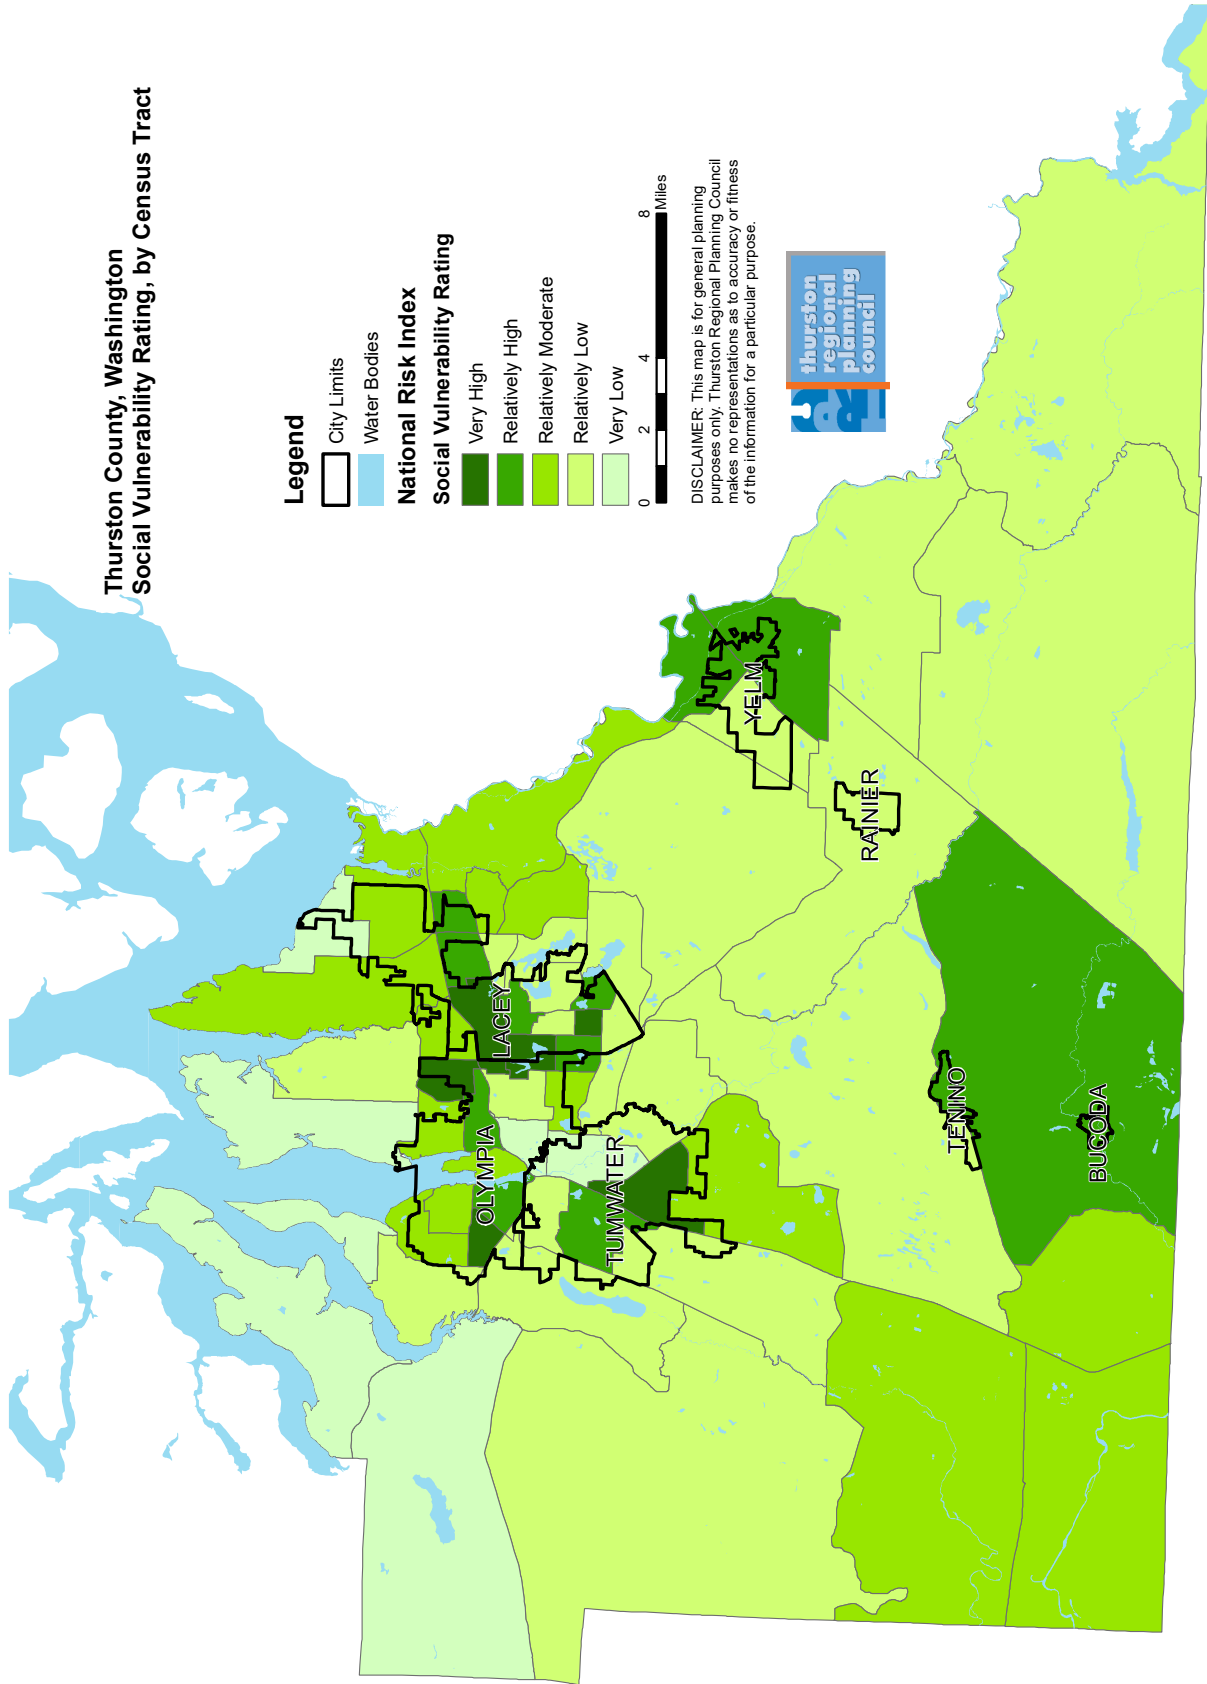 Thurston County, Washington
Social Vulnerability Rating, by Census Tract
Legend
City Limits
Water Bodies
National Risk Index
Social Vulnerability Rating
Very High
Relatively High
Relatively Moderate
Relatively Low
Very Low
0 2 4 8
Miles
DISCLAIMER: This map is for general planning
purposes only. Thurston Regional Planning Council
makes no representations as to accuracy or fitness
of the information for a particular purpose.
TRPC
thurston
regional
planning
council
OLYMPIA
LACEY
TUMWATER
YELM
RAINIER
TENINO
BUCODA